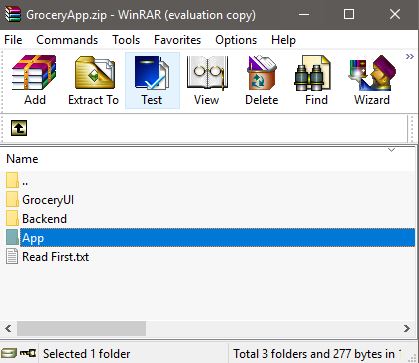 GroceryApp.zip - WinRAR (evaluation copy)
File Commands Tools Favorites Options Help
Add Extract To Test View Delete Find Wizard
»
Name
..
GroceryUI
Backend
App
Read First.txt
Selected 1 folder Total 3 folders and 277 bytes in 1